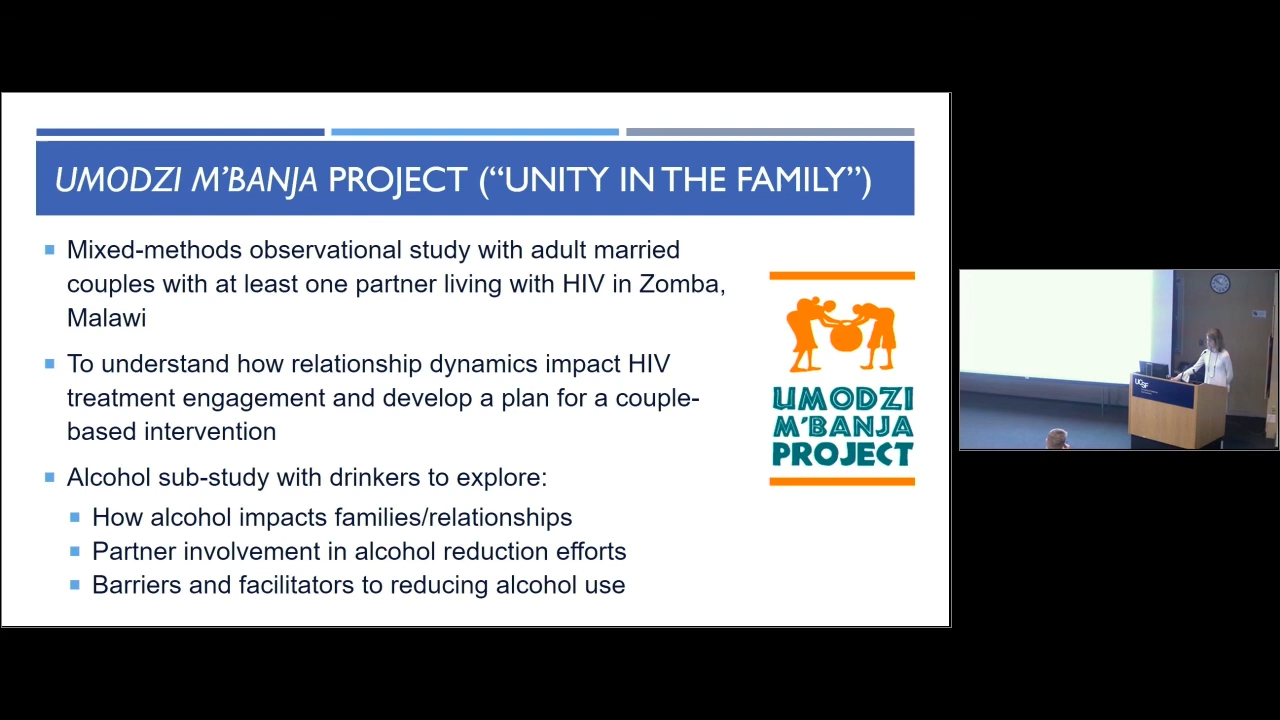 UMODZI M’BANJA PROJECT (“UNITY IN THE FAMILY”)
Mixed-methods observational study with adult married
couples with at least one partner living with HIV in Zomba,
Malawi
To understand how relationship dynamics impact HIV
treatment engagement and develop a plan for a couple-
based intervention
Alcohol sub-study with drinkers to explore:
How alcohol impacts families/relationships
Partner involvement in alcohol reduction efforts
Barriers and facilitators to reducing alcohol use
UMODZI
M’BANJA
PROJECT
UCSF